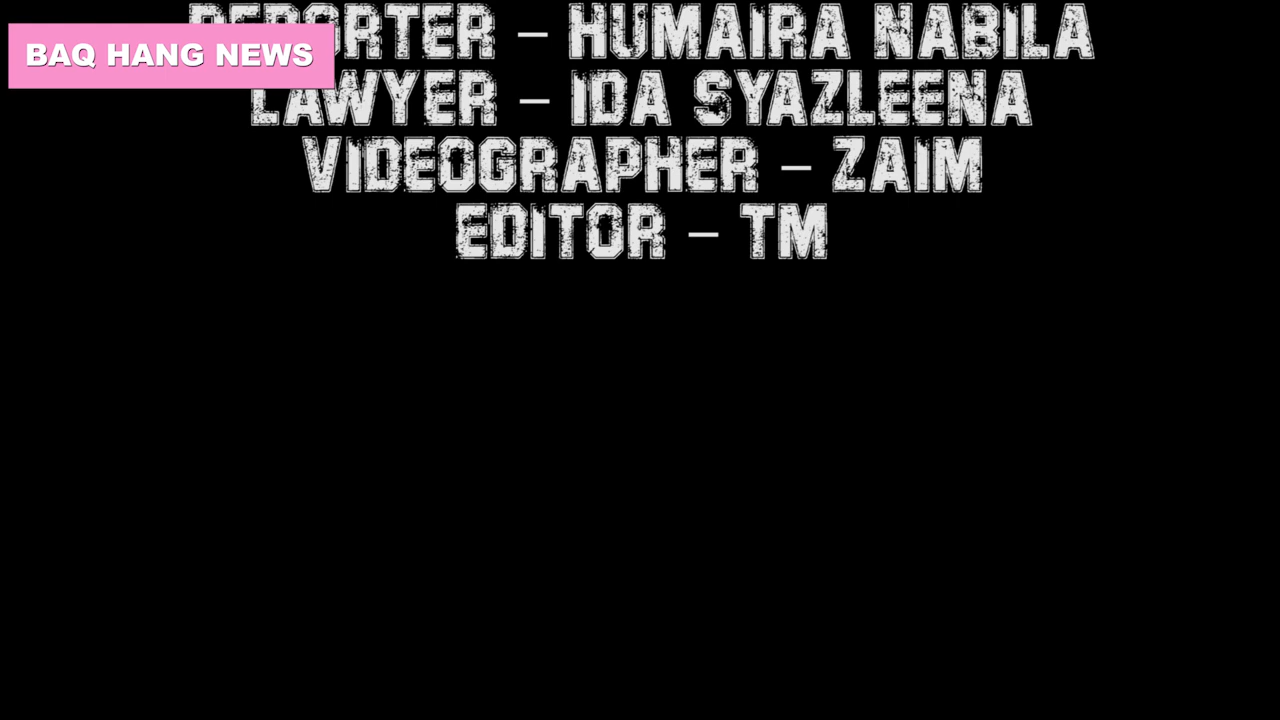 REPORTER – HUMAIRA NABILA
BAQ HANG NEWS
LAWYER – IDA SYAZLEENA
VIDEOGRAPHER – ZAIM
EDITOR – TM